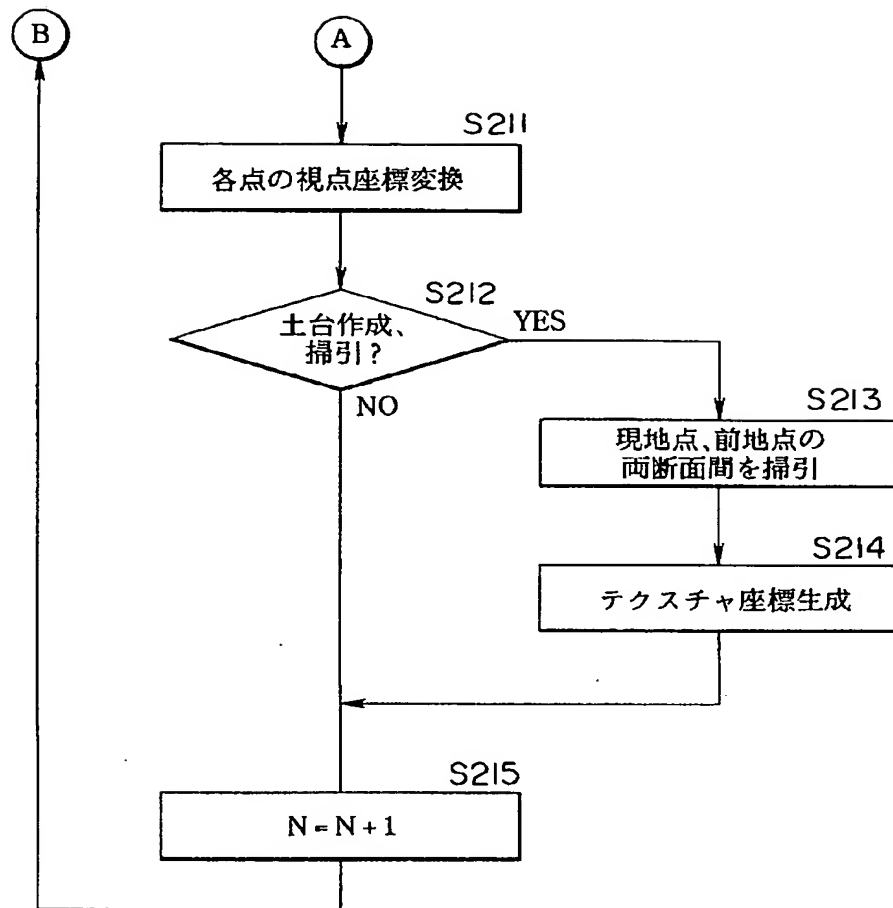 B
A
S211
各点の視点座標変換
S212
土台作成、
掃引?
YES
NO
S213
現地点、前地点の
両断面間を掃引
S214
テクスチャ座標生成
S215
N=N+1